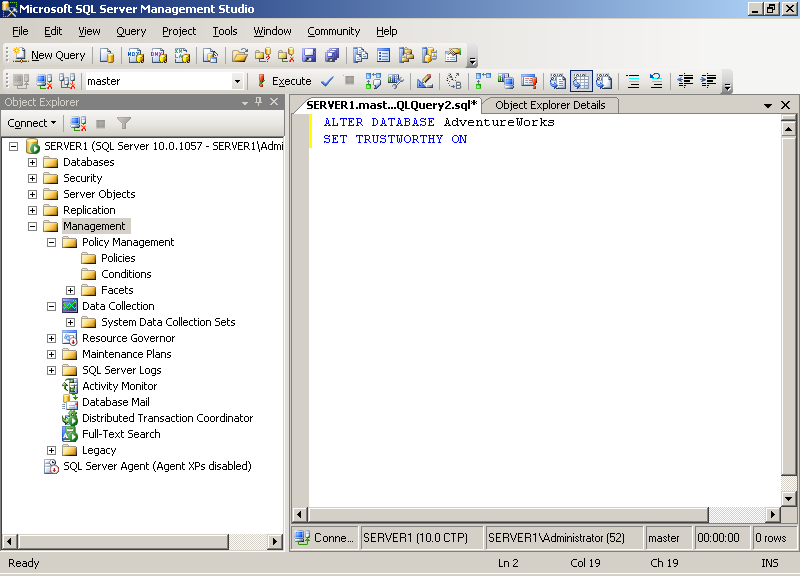 Microsoft SQL Server Management Studio
File Edit View Query Project Tools Window Community Help
New Query
master Execute
Object Explorer
SERVER1.mast...QLQuery2.sql* Object Explorer Details
Connect
SERVER1 (SQL Server 10.0.1057 - SERVER1\Admi
Databases
Security
Server Objects
Replication
Management
Policy Management
Policies
Conditions
Facets
Data Collection
System Data Collection Sets
Resource Governor
Maintenance Plans
SQL Server Logs
Activity Monitor
Database Mail
Distributed Transaction Coordinator
Full-Text Search
Legacy
SQL Server Agent (Agent XPs disabled)
ALTER DATABASE AdventureWorks
SET TRUSTWORTHY ON
Conne... SERVER1 (10.0 CTP) SERVER1\Administrator (52) master 00:00:00 0 rows
Ready Ln 2 Col 19 Ch 19 INS